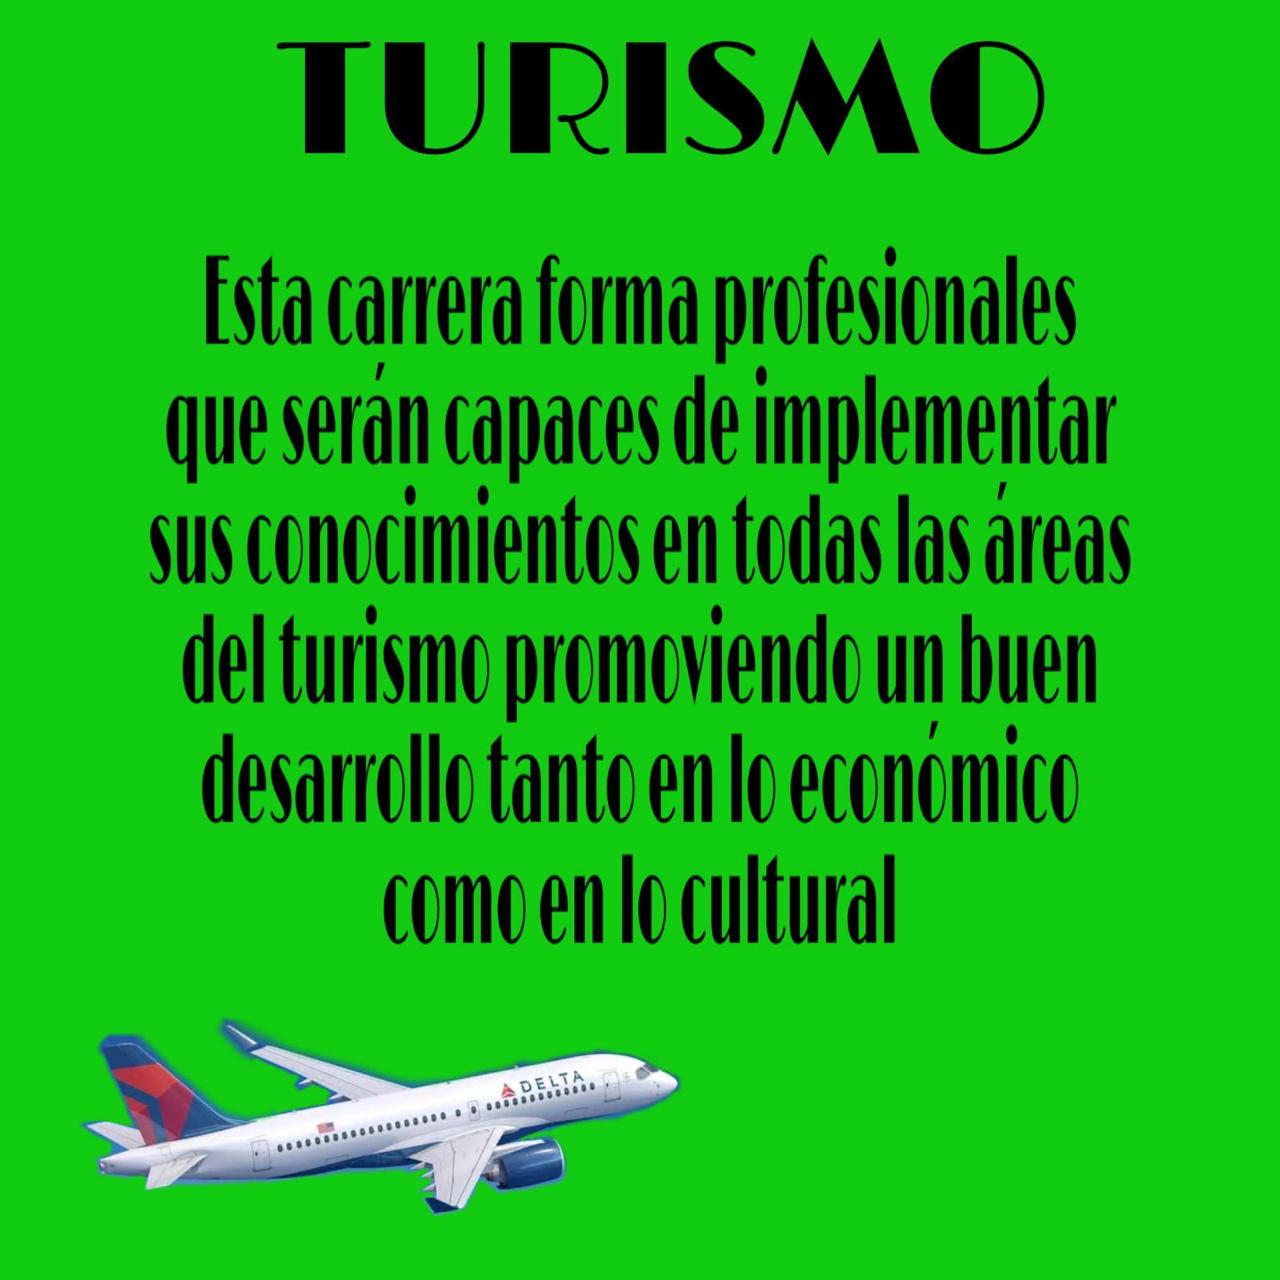 TURISMO
Esta carrera forma profesionales
que serán capaces de implementar
sus conocimientos en todas las áreas
del turismo promoviendo un buen
desarrollo tanto en lo económico
como en lo cultural
DELTA